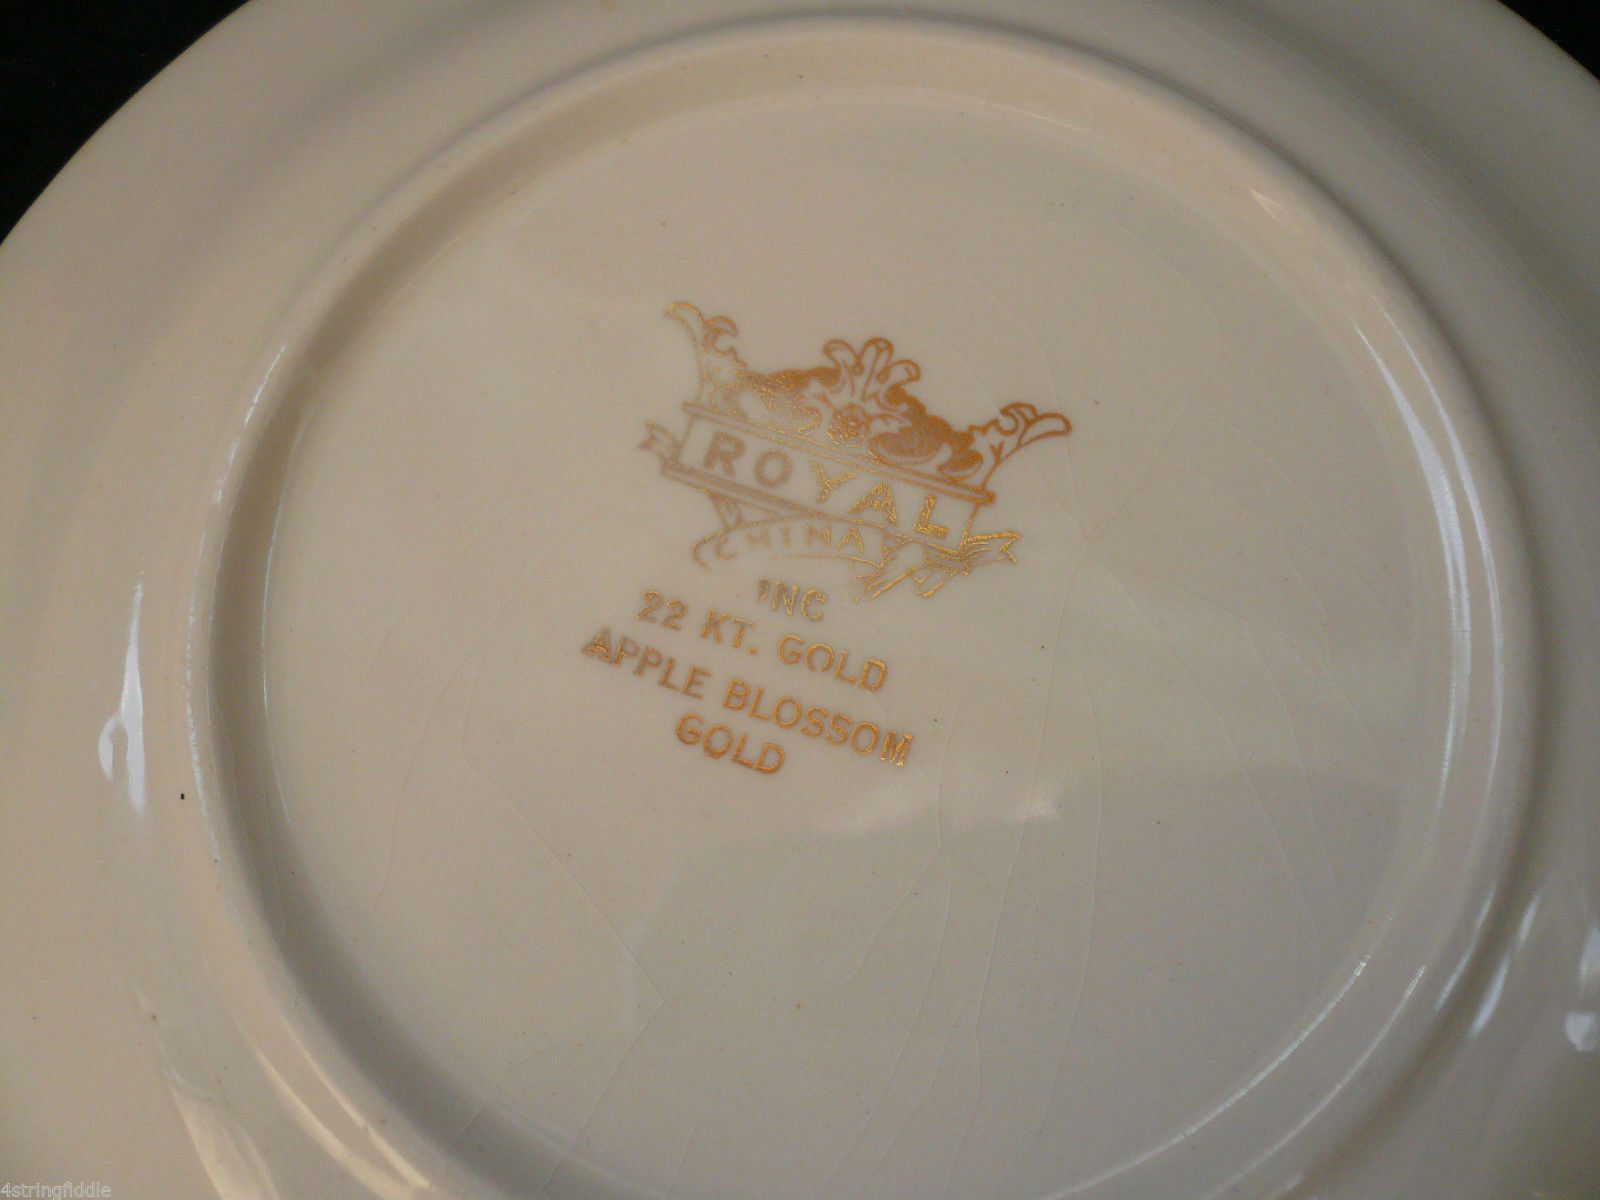 ROYAL
CHINA
INC
22 KT. GOLD
APPLE BLOSSOM
GOLD
4stringfiddle